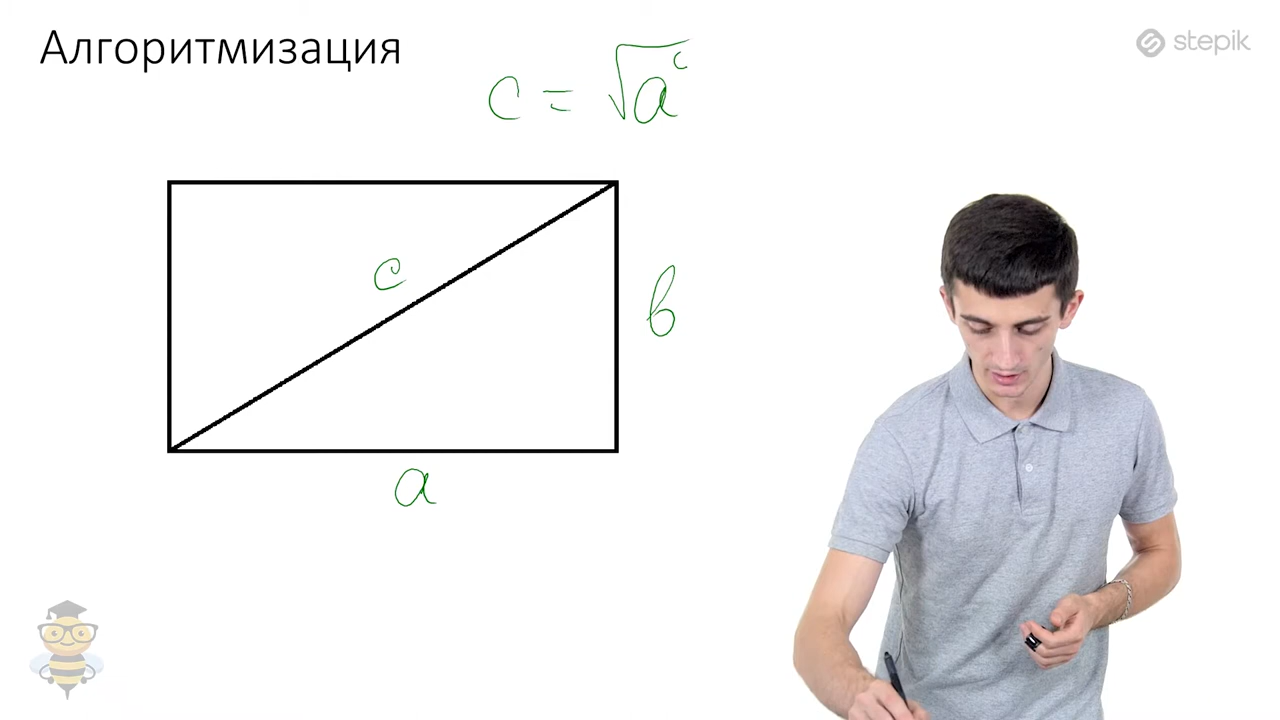 Алгоритмизация
stepik
c = √a^c
c
b
a